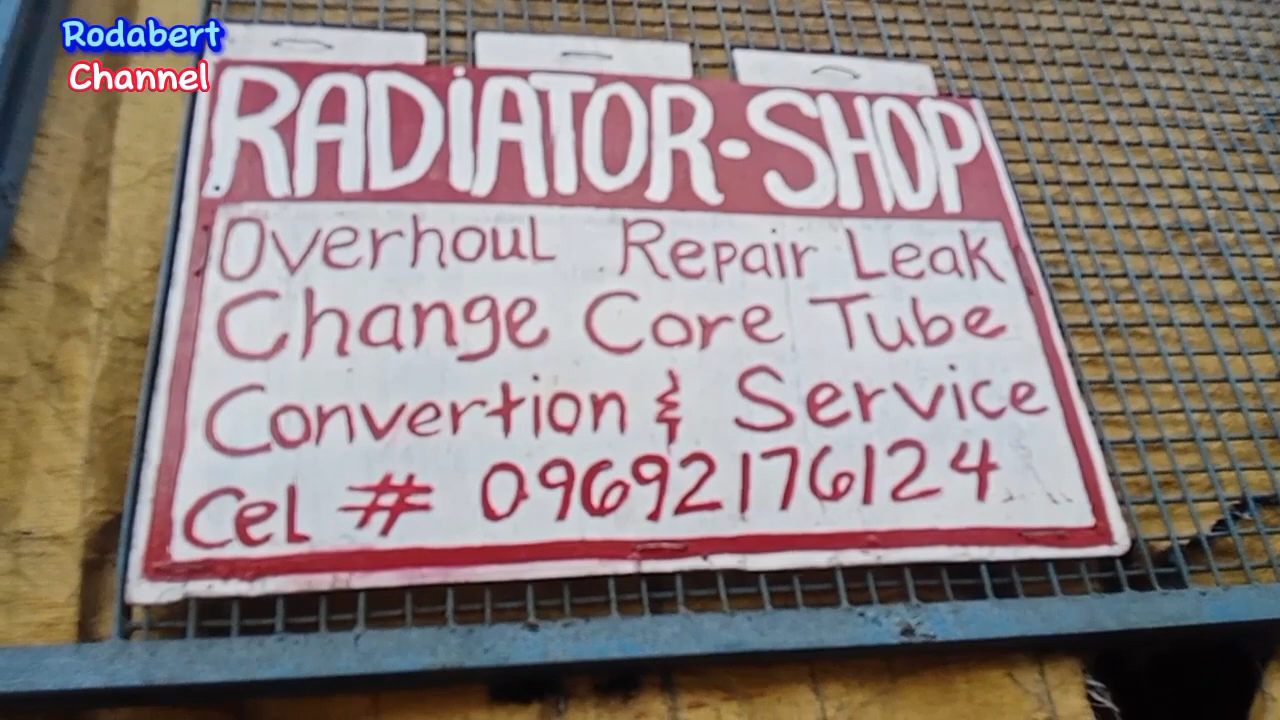 Rodabert
Channel
RADiATOR-SHOP
Overhoul Repair Leak
Change Core Tube
Convertion & Service
Cel # 09692176124